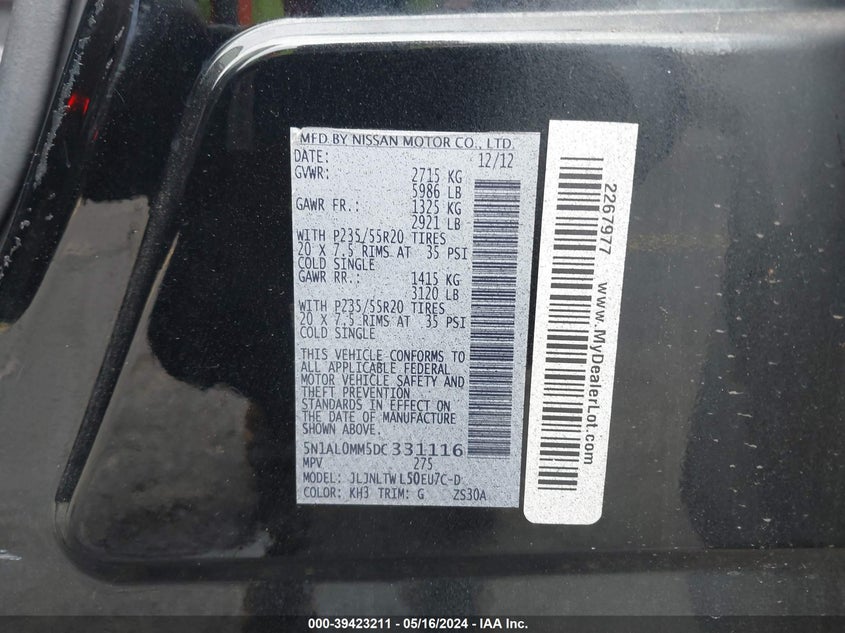 MFD BY NISSAN MOTOR CO., LTD.
DATE: 12/12
GVWR: 2715 KG
5986 LB
GAWR FR.: 1325 KG
2921 LB
WITH P235/55R20 TIRES
20 X 7.5 RIMS AT 35 PSI
COLD SINGLE
GAWR RR.: 1415 KG
3120 LB
WITH P235/55R20 TIRES
20 X 7.5 RIMS AT 35 PSI
COLD SINGLE
THIS VEHICLE CONFORMS TO
ALL APPLICABLE FEDERAL
MOTOR VEHICLE SAFETY AND
THEFT PREVENTION
STANDARDS IN EFFECT ON
THE DATE OF MANUFACTURE
SHOWN ABOVE.
5N1AL0MM5DC331116
MPV 275
MODEL: JLJNLTWL50EU7C-D
COLOR: KH3 TRIM: G ZS30A
2267977 www.MyDealerLot.com
000-39423211 - 05/16/2024 - IAA Inc.